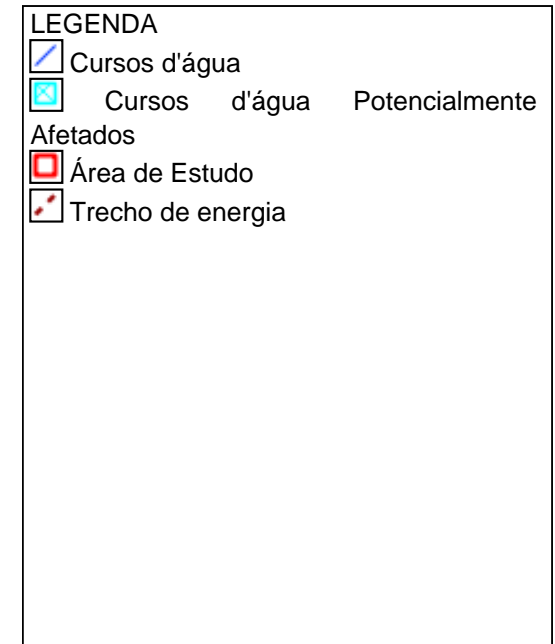 LEGENDA
Cursos d'água
Cursos d'água Potencialmente
Afetados
Área de Estudo
Trecho de energia